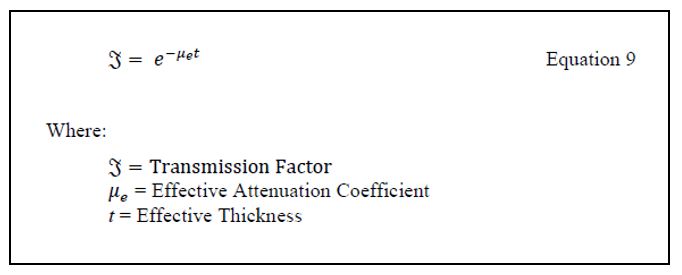 ℑ = e^{−μ_e t} Equation 9
Where:
ℑ = Transmission Factor
μ_e = Effective Attenuation Coefficient
t = Effective Thickness